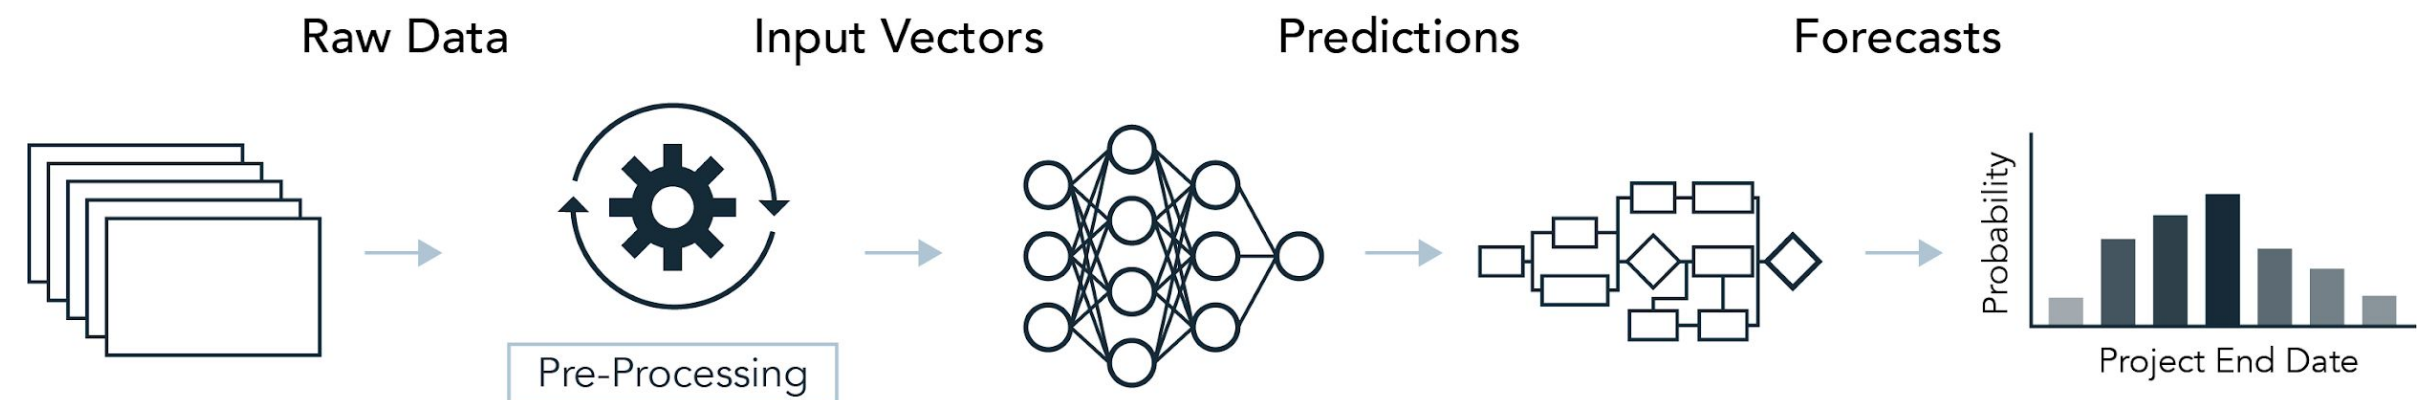 Raw Data
Input Vectors
Predictions
Forecasts
Pre-Processing
Probability
Project End Date